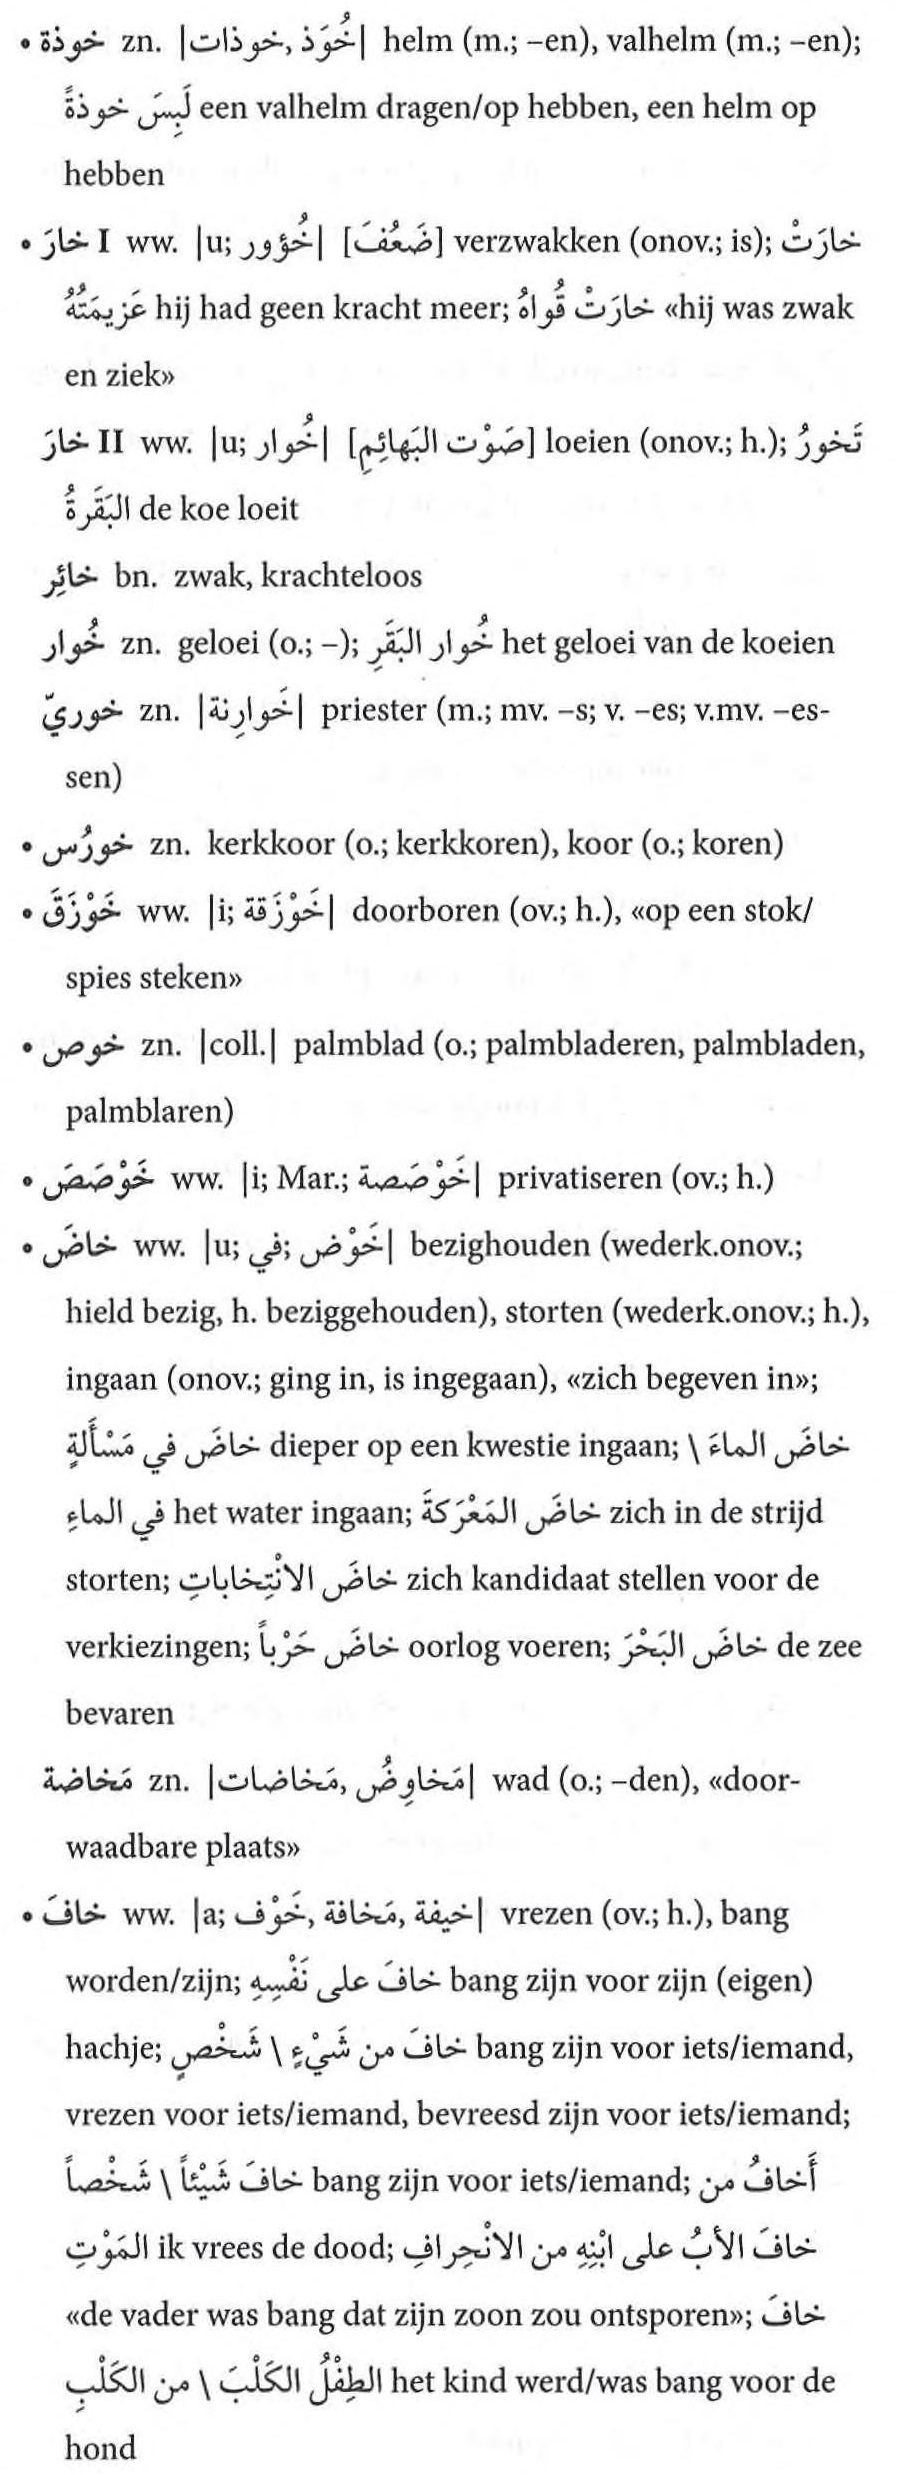 • خوذة zn. |خُوَذ, خوذات| helm (m.; –en), valhelm (m.; –en);
لَبِسَ خوذةً een valhelm dragen/op hebben, een helm op
hebben
• خارَ I ww. |u; خُؤور| [ضَعُفَ] verzwakken (onov.; is); خارَتْ
عَزيمَتُهُ hij had geen kracht meer; خارَتْ قُواهُ «hij was zwak
en ziek»
خارَ II ww. |u; خُوار| [صَوْت البَهائِمِ] loeien (onov.; h.); تَخورُ
البَقَرةُ de koe loeit
خائِر bn. zwak, krachteloos
خُوار zn. geloei (o.; –); خُوار البَقَرِ het geloei van de koeien
خوريّ zn. |خَوارِنة| priester (m.; mv. –s; v. –es; v.mv. –es-
sen)
• خورُس zn. kerkkoor (o.; kerkkoren), koor (o.; koren)
• خَوْزَقَ ww. |i; خَوْزَقة| doorboren (ov.; h.), «op een stok/
spies steken»
• خوص zn. |coll.| palmblad (o.; palmbladeren, palmbladen,
palmblaren)
• خَوْصَصَ ww. |i; Mar.; خَوْصَصة| privatiseren (ov.; h.)
• خاضَ ww. |u; في; خَوْض| bezighouden (wederk.onov.;
hield bezig, h. beziggehouden), storten (wederk.onov.; h.),
ingaan (onov.; ging in, is ingegaan), «zich begeven in»;
خاضَ في مَسْأَلةٍ dieper op een kwestie ingaan; خاضَ الماءَ \
في الماءِ het water ingaan; خاضَ المَعْرَكةَ zich in de strijd
storten; خاضَ الانْتِخاباتِ zich kandidaat stellen voor de
verkiezingen; خاضَ حَرْباً oorlog voeren; خاضَ البَحْرَ de zee
bevaren
مَخاضة zn. |مَخاوِضُ, مَخاضات| wad (o.; –den), «door-
waadbare plaats»
• خافَ ww. |a; خَوْف, مَخافة, خيفة| vrezen (ov.; h.), bang
worden/zijn; خافَ على نَفْسِهِ bang zijn voor zijn (eigen)
hachje; خافَ من شَيْءٍ \ شَخْصٍ bang zijn voor iets/iemand,
vrezen voor iets/iemand, bevreesd zijn voor iets/iemand;
خافَ شَيْئاً \ شَخْصاً bang zijn voor iets/iemand; أَخافُ من
المَوْتِ ik vrees de dood; خافَ الأَبُ على ابْنِهِ من الانْحِرافِ
«de vader was bang dat zijn zoon zou ontsporen»; خافَ
الطِفْلُ الكَلْبَ \ من الكَلْبِ het kind werd/was bang voor de
hond